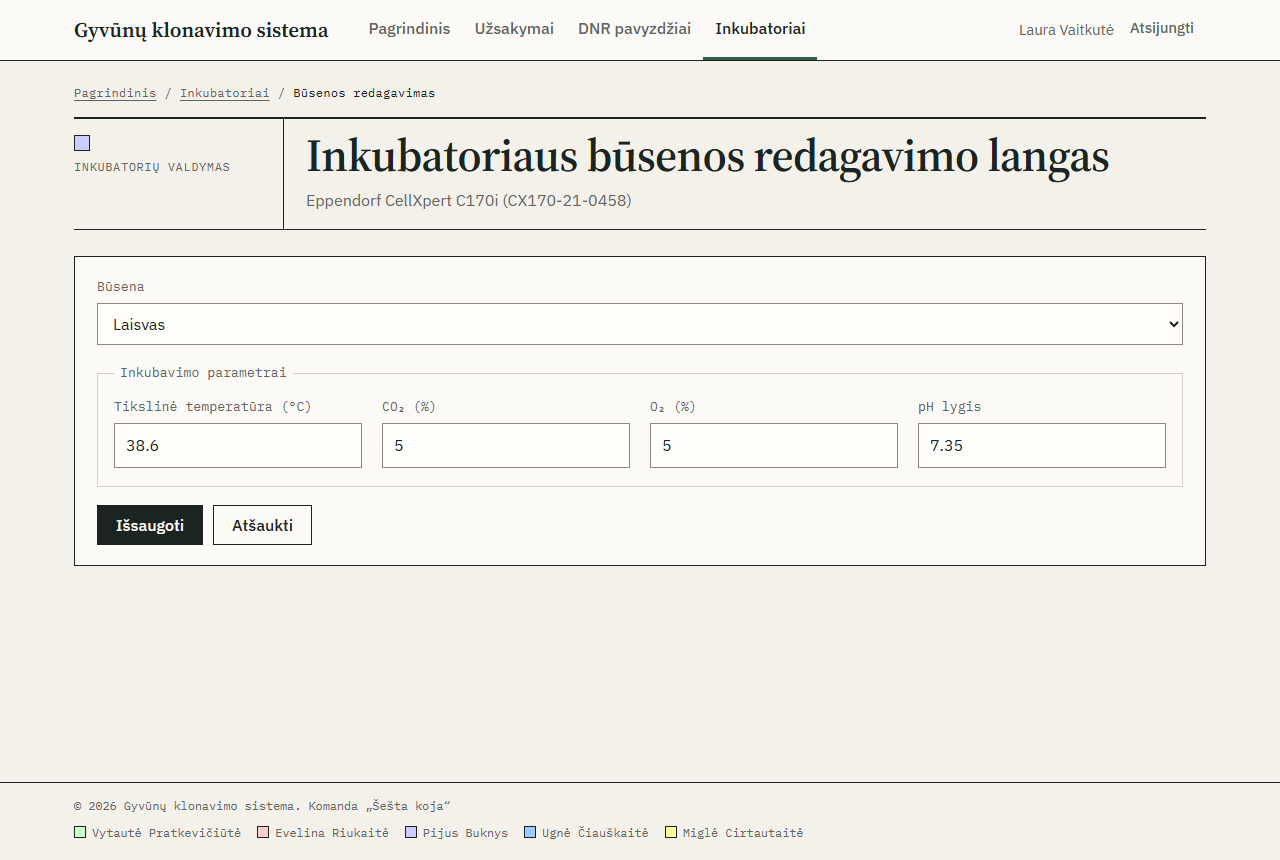 Gyvūnų klonavimo sistema Pagrindinis Užsakymai DNR pavyzdžiai Inkubatoriai Laura Vaitkutė Atsijungti
Pagrindinis / Inkubatoriai / Būsenos redagavimas
INKUBATORIŲ VALDYMAS
Inkubatoriaus būsenos redagavimo langas
Eppendorf CellXpert C170i (CX170-21-0458)
Būsena
Laisvas
Inkubavimo parametrai
Tikslinė temperatūra (°C) CO₂ (%) O₂ (%) pH lygis
38.6 5 5 7.35
Išsaugoti Atšaukti
© 2026 Gyvūnų klonavimo sistema. Komanda „Šešta koja“
Vytautė Pratkevičiūtė Evelina Riukaitė Pijus Buknys Ugnė Čiauškaitė Miglė Cirtautaitė